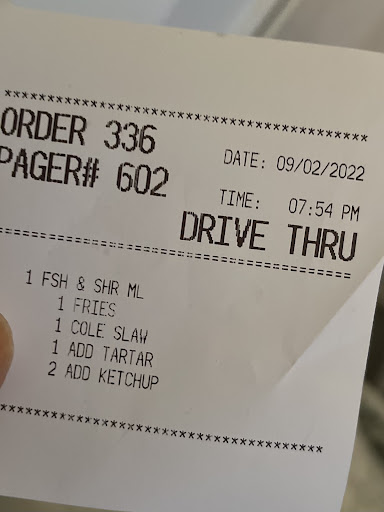 ****************************************
ORDER 336
DATE: 09/02/2022
PAGER# 602
TIME: 07:54 PM
DRIVE THRU
========================================
1 FSH & SHR ML
1 FRIES
1 COLE SLAW
1 ADD TARTAR
2 ADD KETCHUP
****************************************